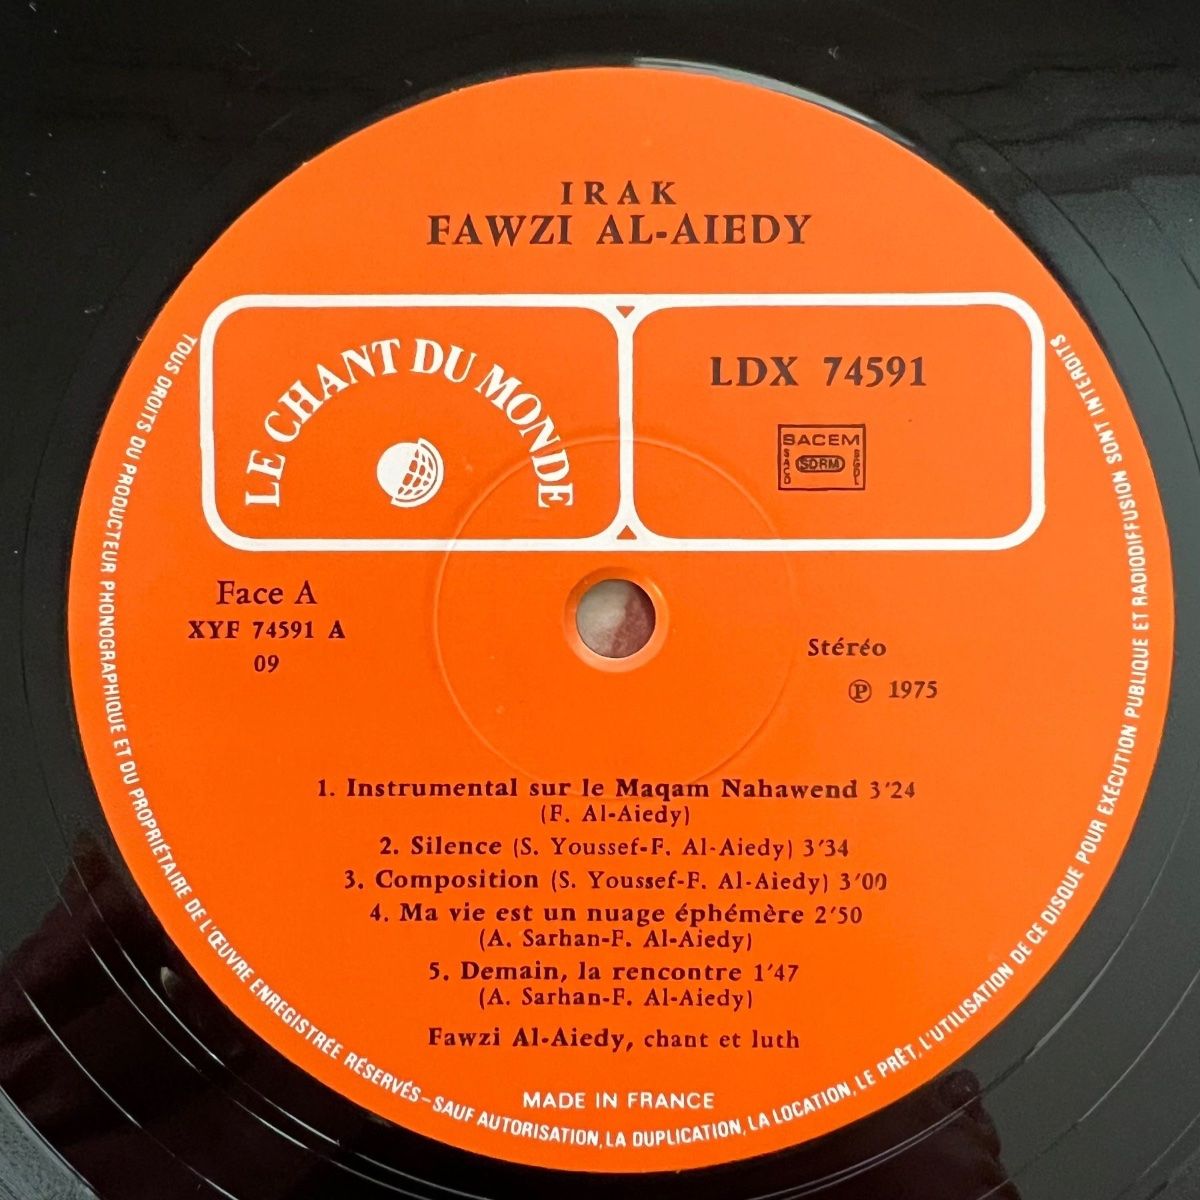 IRAK
FAWZI AL-AIEDY
LE CHANT DU MONDE
LDX 74591
SACEM
SACD SDRM SGDL
Face A
XYF 74591 A
09
Stéréo
℗ 1975
1. Instrumental sur le Maqam Nahawend 3'24
(F. Al-Aiedy)
2. Silence (S. Youssef-F. Al-Aiedy) 3'34
3. Composition (S. Youssef-F. Al-Aiedy) 3'00
4. Ma vie est un nuage éphémère 2'50
(A. Sarhan-F. Al-Aiedy)
5. Demain, la rencontre 1'47
(A. Sarhan-F. Al-Aiedy)
Fawzi Al-Aiedy, chant et luth
MADE IN FRANCE
TOUS DROITS DU PRODUCTEUR PHONOGRAPHIQUE ET DU PROPRIÉTAIRE DE L'ŒUVRE ENREGISTRÉE RÉSERVÉS – SAUF AUTORISATION, LA DUPLICATION, LA LOCATION, LE PRÊT, L'UTILISATION DE CE DISQUE POUR EXÉCUTION PUBLIQUE ET RADIODIFFUSION SONT INTERDITS